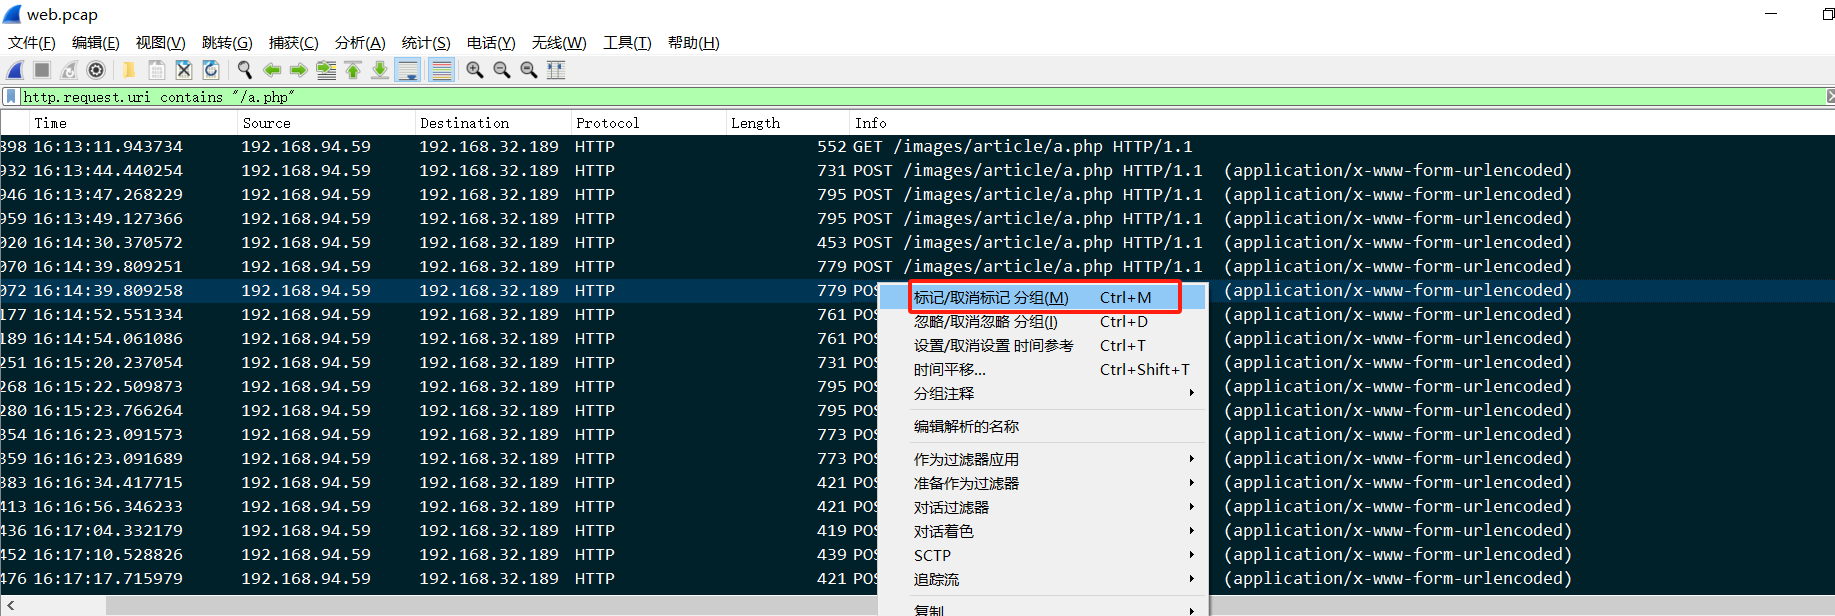 web.pcap
文件(F) 编辑(E) 视图(V) 跳转(G) 捕获(C) 分析(A) 统计(S) 电话(Y) 无线(W) 工具(T) 帮助(H)
http.request.uri contains "/a.php"
Time Source Destination Protocol Length Info
398 16:13:11.943734 192.168.94.59 192.168.32.189 HTTP 552 GET /images/article/a.php HTTP/1.1
932 16:13:44.440254 192.168.94.59 192.168.32.189 HTTP 731 POST /images/article/a.php HTTP/1.1 (application/x-www-form-urlencoded)
946 16:13:47.268229 192.168.94.59 192.168.32.189 HTTP 795 POST /images/article/a.php HTTP/1.1 (application/x-www-form-urlencoded)
959 16:13:49.127366 192.168.94.59 192.168.32.189 HTTP 795 POST /images/article/a.php HTTP/1.1 (application/x-www-form-urlencoded)
020 16:14:30.370572 192.168.94.59 192.168.32.189 HTTP 453 POST /images/article/a.php HTTP/1.1 (application/x-www-form-urlencoded)
070 16:14:39.809251 192.168.94.59 192.168.32.189 HTTP 779 POST /images/article/a.php HTTP/1.1 (application/x-www-form-urlencoded)
072 16:14:39.809258 192.168.94.59 192.168.32.189 HTTP 779 POS (application/x-www-form-urlencoded)
177 16:14:52.551334 192.168.94.59 192.168.32.189 HTTP 761 POS (application/x-www-form-urlencoded)
189 16:14:54.061086 192.168.94.59 192.168.32.189 HTTP 761 POS (application/x-www-form-urlencoded)
251 16:15:20.237054 192.168.94.59 192.168.32.189 HTTP 731 POS (application/x-www-form-urlencoded)
268 16:15:22.509873 192.168.94.59 192.168.32.189 HTTP 795 POS (application/x-www-form-urlencoded)
280 16:15:23.766264 192.168.94.59 192.168.32.189 HTTP 795 POS (application/x-www-form-urlencoded)
354 16:16:23.091573 192.168.94.59 192.168.32.189 HTTP 773 POS (application/x-www-form-urlencoded)
359 16:16:23.091689 192.168.94.59 192.168.32.189 HTTP 773 POS (application/x-www-form-urlencoded)
383 16:16:34.417715 192.168.94.59 192.168.32.189 HTTP 421 POS (application/x-www-form-urlencoded)
413 16:16:56.346233 192.168.94.59 192.168.32.189 HTTP 421 POS (application/x-www-form-urlencoded)
436 16:17:04.332179 192.168.94.59 192.168.32.189 HTTP 419 POS (application/x-www-form-urlencoded)
452 16:17:10.528826 192.168.94.59 192.168.32.189 HTTP 439 POS (application/x-www-form-urlencoded)
476 16:17:17.715979 192.168.94.59 192.168.32.189 HTTP 421 POS (application/x-www-form-urlencoded)
标记/取消标记 分组(M) Ctrl+M
忽略/取消忽略 分组(I) Ctrl+D
设置/取消设置 时间参考 Ctrl+T
时间平移... Ctrl+Shift+T
分组注释
编辑解析的名称
作为过滤器应用
准备作为过滤器
对话过滤器
对话着色
SCTP
追踪流
复制